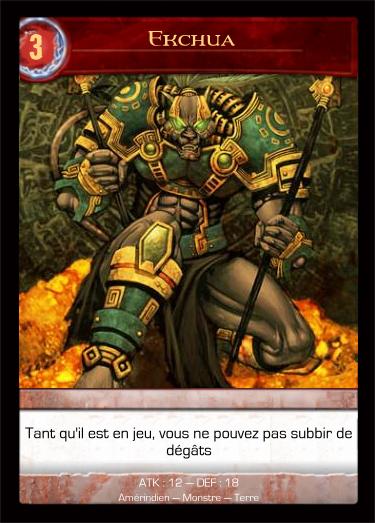 3
Ekchua
Tant qu'il est en jeu, vous ne pouvez pas subbir de
dégâts
ATK : 12 — DEF : 18
Amérindien — Monstre — Terre